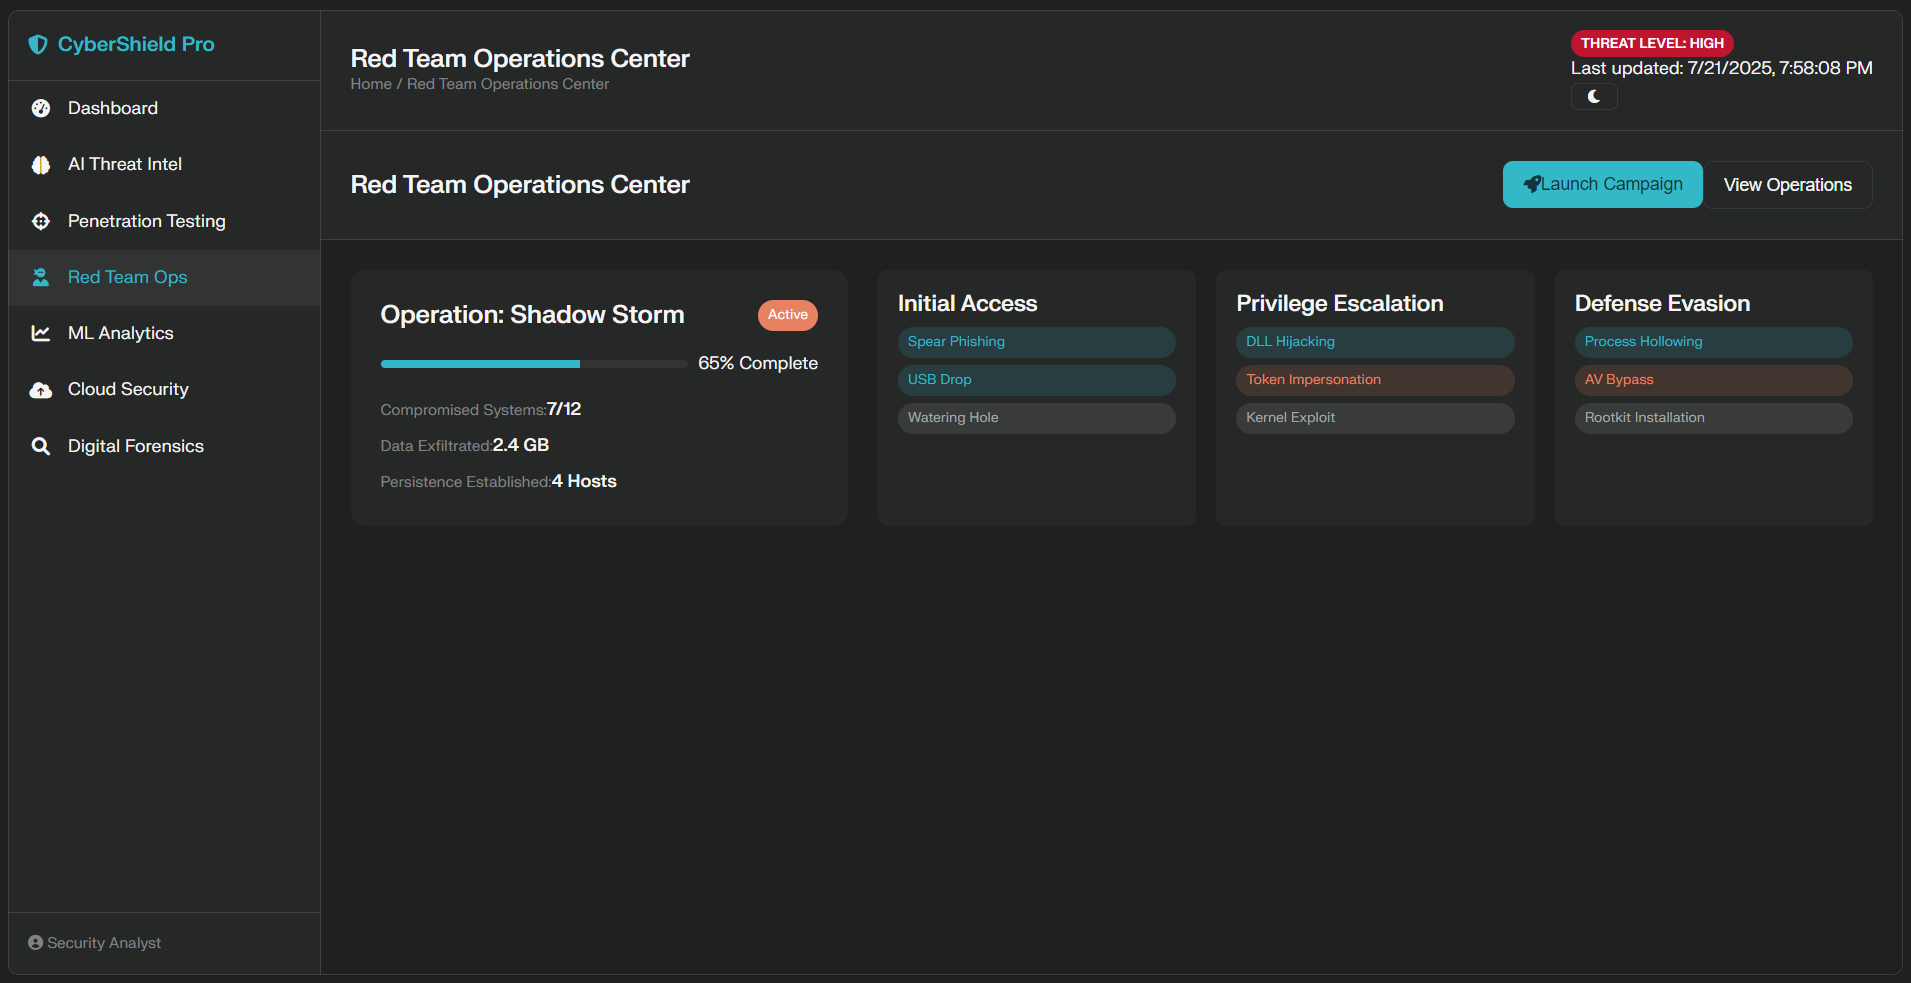 CyberShield Pro
Dashboard
AI Threat Intel
Penetration Testing
Red Team Ops
ML Analytics
Cloud Security
Digital Forensics
Security Analyst
Red Team Operations Center
Home / Red Team Operations Center
THREAT LEVEL: HIGH
Last updated: 7/21/2025, 7:58:08 PM
Red Team Operations Center
Launch Campaign
View Operations
Operation: Shadow Storm
Active
65% Complete
Compromised Systems:7/12
Data Exfiltrated:2.4 GB
Persistence Established:4 Hosts
Initial Access
Spear Phishing
USB Drop
Watering Hole
Privilege Escalation
DLL Hijacking
Token Impersonation
Kernel Exploit
Defense Evasion
Process Hollowing
AV Bypass
Rootkit Installation